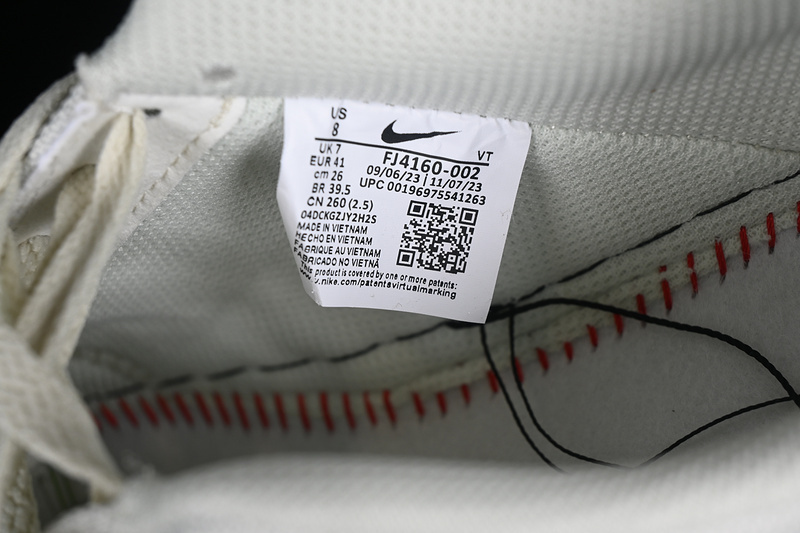 US
8
UK 7
VT
EUR 41
FJ4160-002
cm 26
09/06/23 | 11/07/23
BR 39.5
UPC 00196975541263
CN 260 (2.5)
04DCKGZJY2H2S
MADE IN VIETNAM
HECHO EN VIETNAM
FABRIQUE AU VIETNAM
FABRICADO NO VIETNÃ
This product is covered by one or more patents:
.nike.com/patentsvirtualmarking